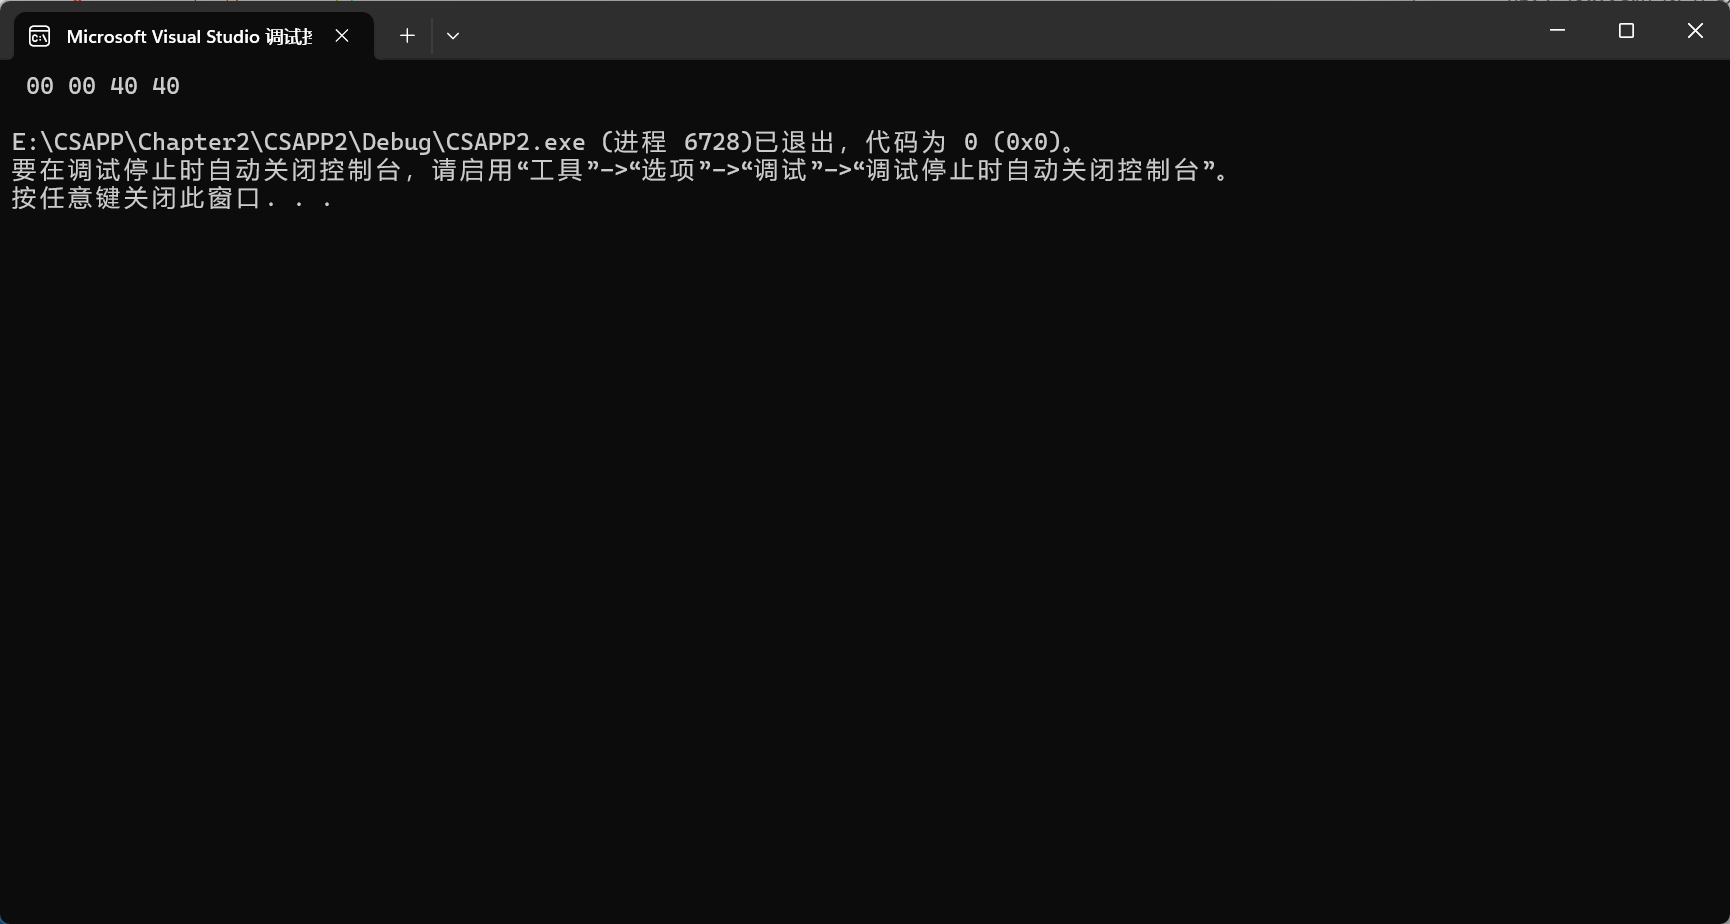 Microsoft Visual Studio 调试
00 00 40 40
E:\CSAPP\Chapter2\CSAPP2\Debug\CSAPP2.exe (进程 6728)已退出，代码为 0 (0x0)。
要在调试停止时自动关闭控制台，请启用“工具”->“选项”->“调试”->“调试停止时自动关闭控制台”。
按任意键关闭此窗口. . .